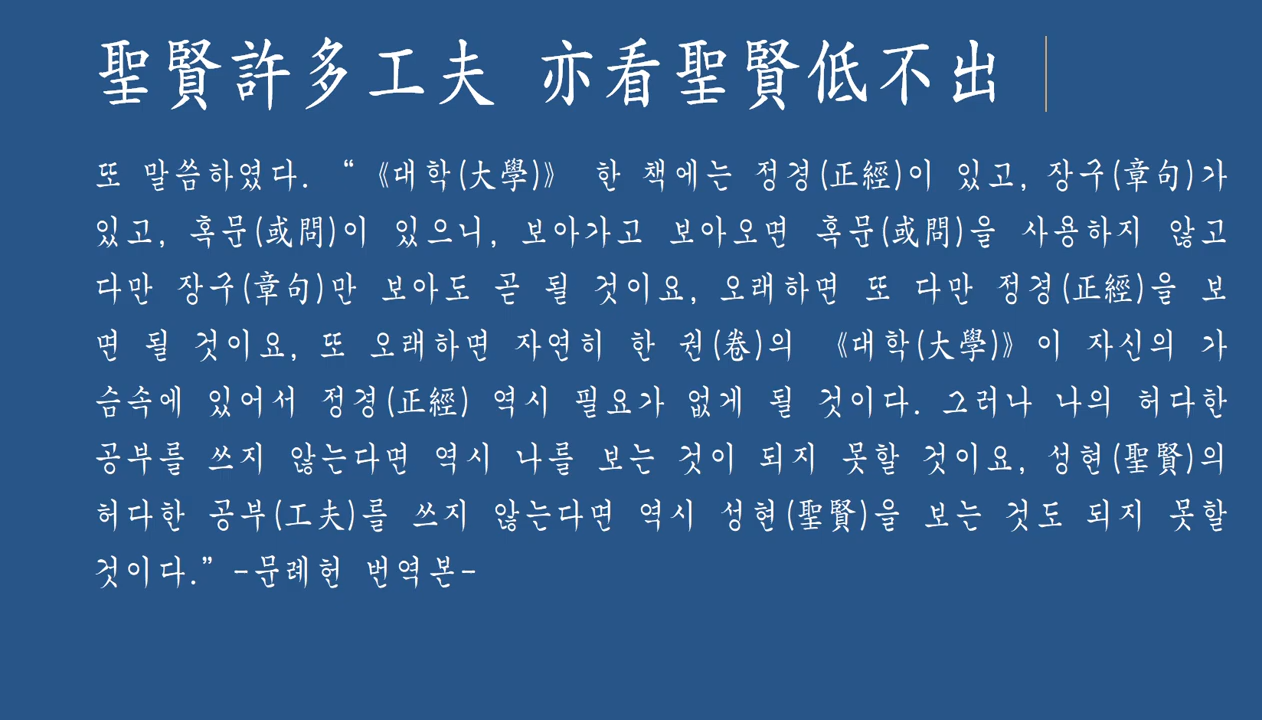 聖賢許多工夫 亦看聖賢低不出
또 말씀하였다. “《대학(大學)》 한 책에는 정경(正經)이 있고, 장구(章句)가
있고, 혹문(或問)이 있으니, 보아가고 보아오면 혹문(或問)을 사용하지 않고
다만 장구(章句)만 보아도 곧 될 것이요, 오래하면 또 다만 정경(正經)을 보
면 될 것이요, 또 오래하면 자연히 한 권(卷)의 《대학(大學)》이 자신의 가
슴속에 있어서 정경(正經) 역시 필요가 없게 될 것이다. 그러나 나의 허다한
공부를 쓰지 않는다면 역시 나를 보는 것이 되지 못할 것이요, 성현(聖賢)의
허다한 공부(工夫)를 쓰지 않는다면 역시 성현(聖賢)을 보는 것도 되지 못할
것이다.” -문례헌 번역본-